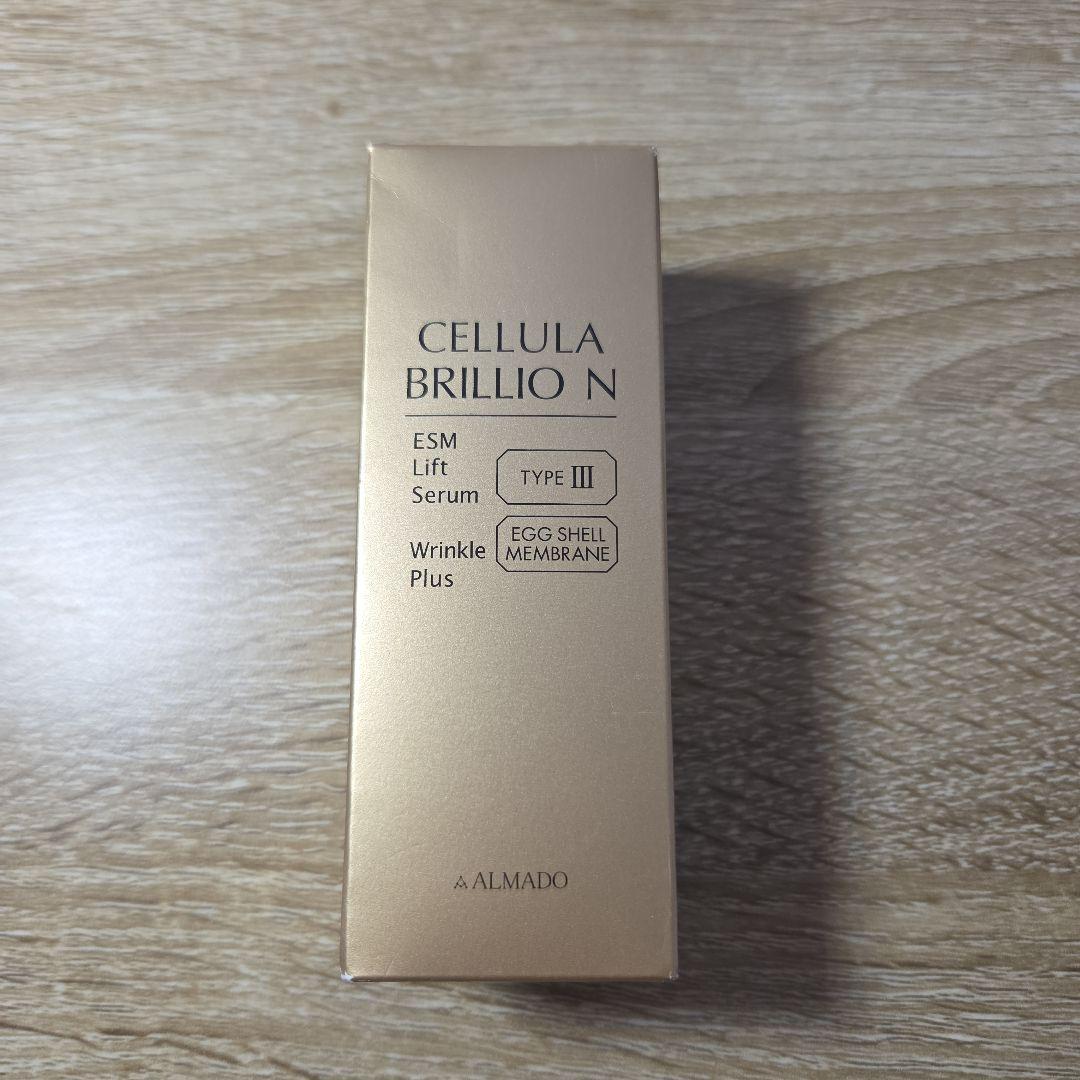 CELLULA
BRILLIO N
ESM
Lift
Serum
TYPE III
Wrinkle
Plus
EGG SHELL
MEMBRANE
ALMADO